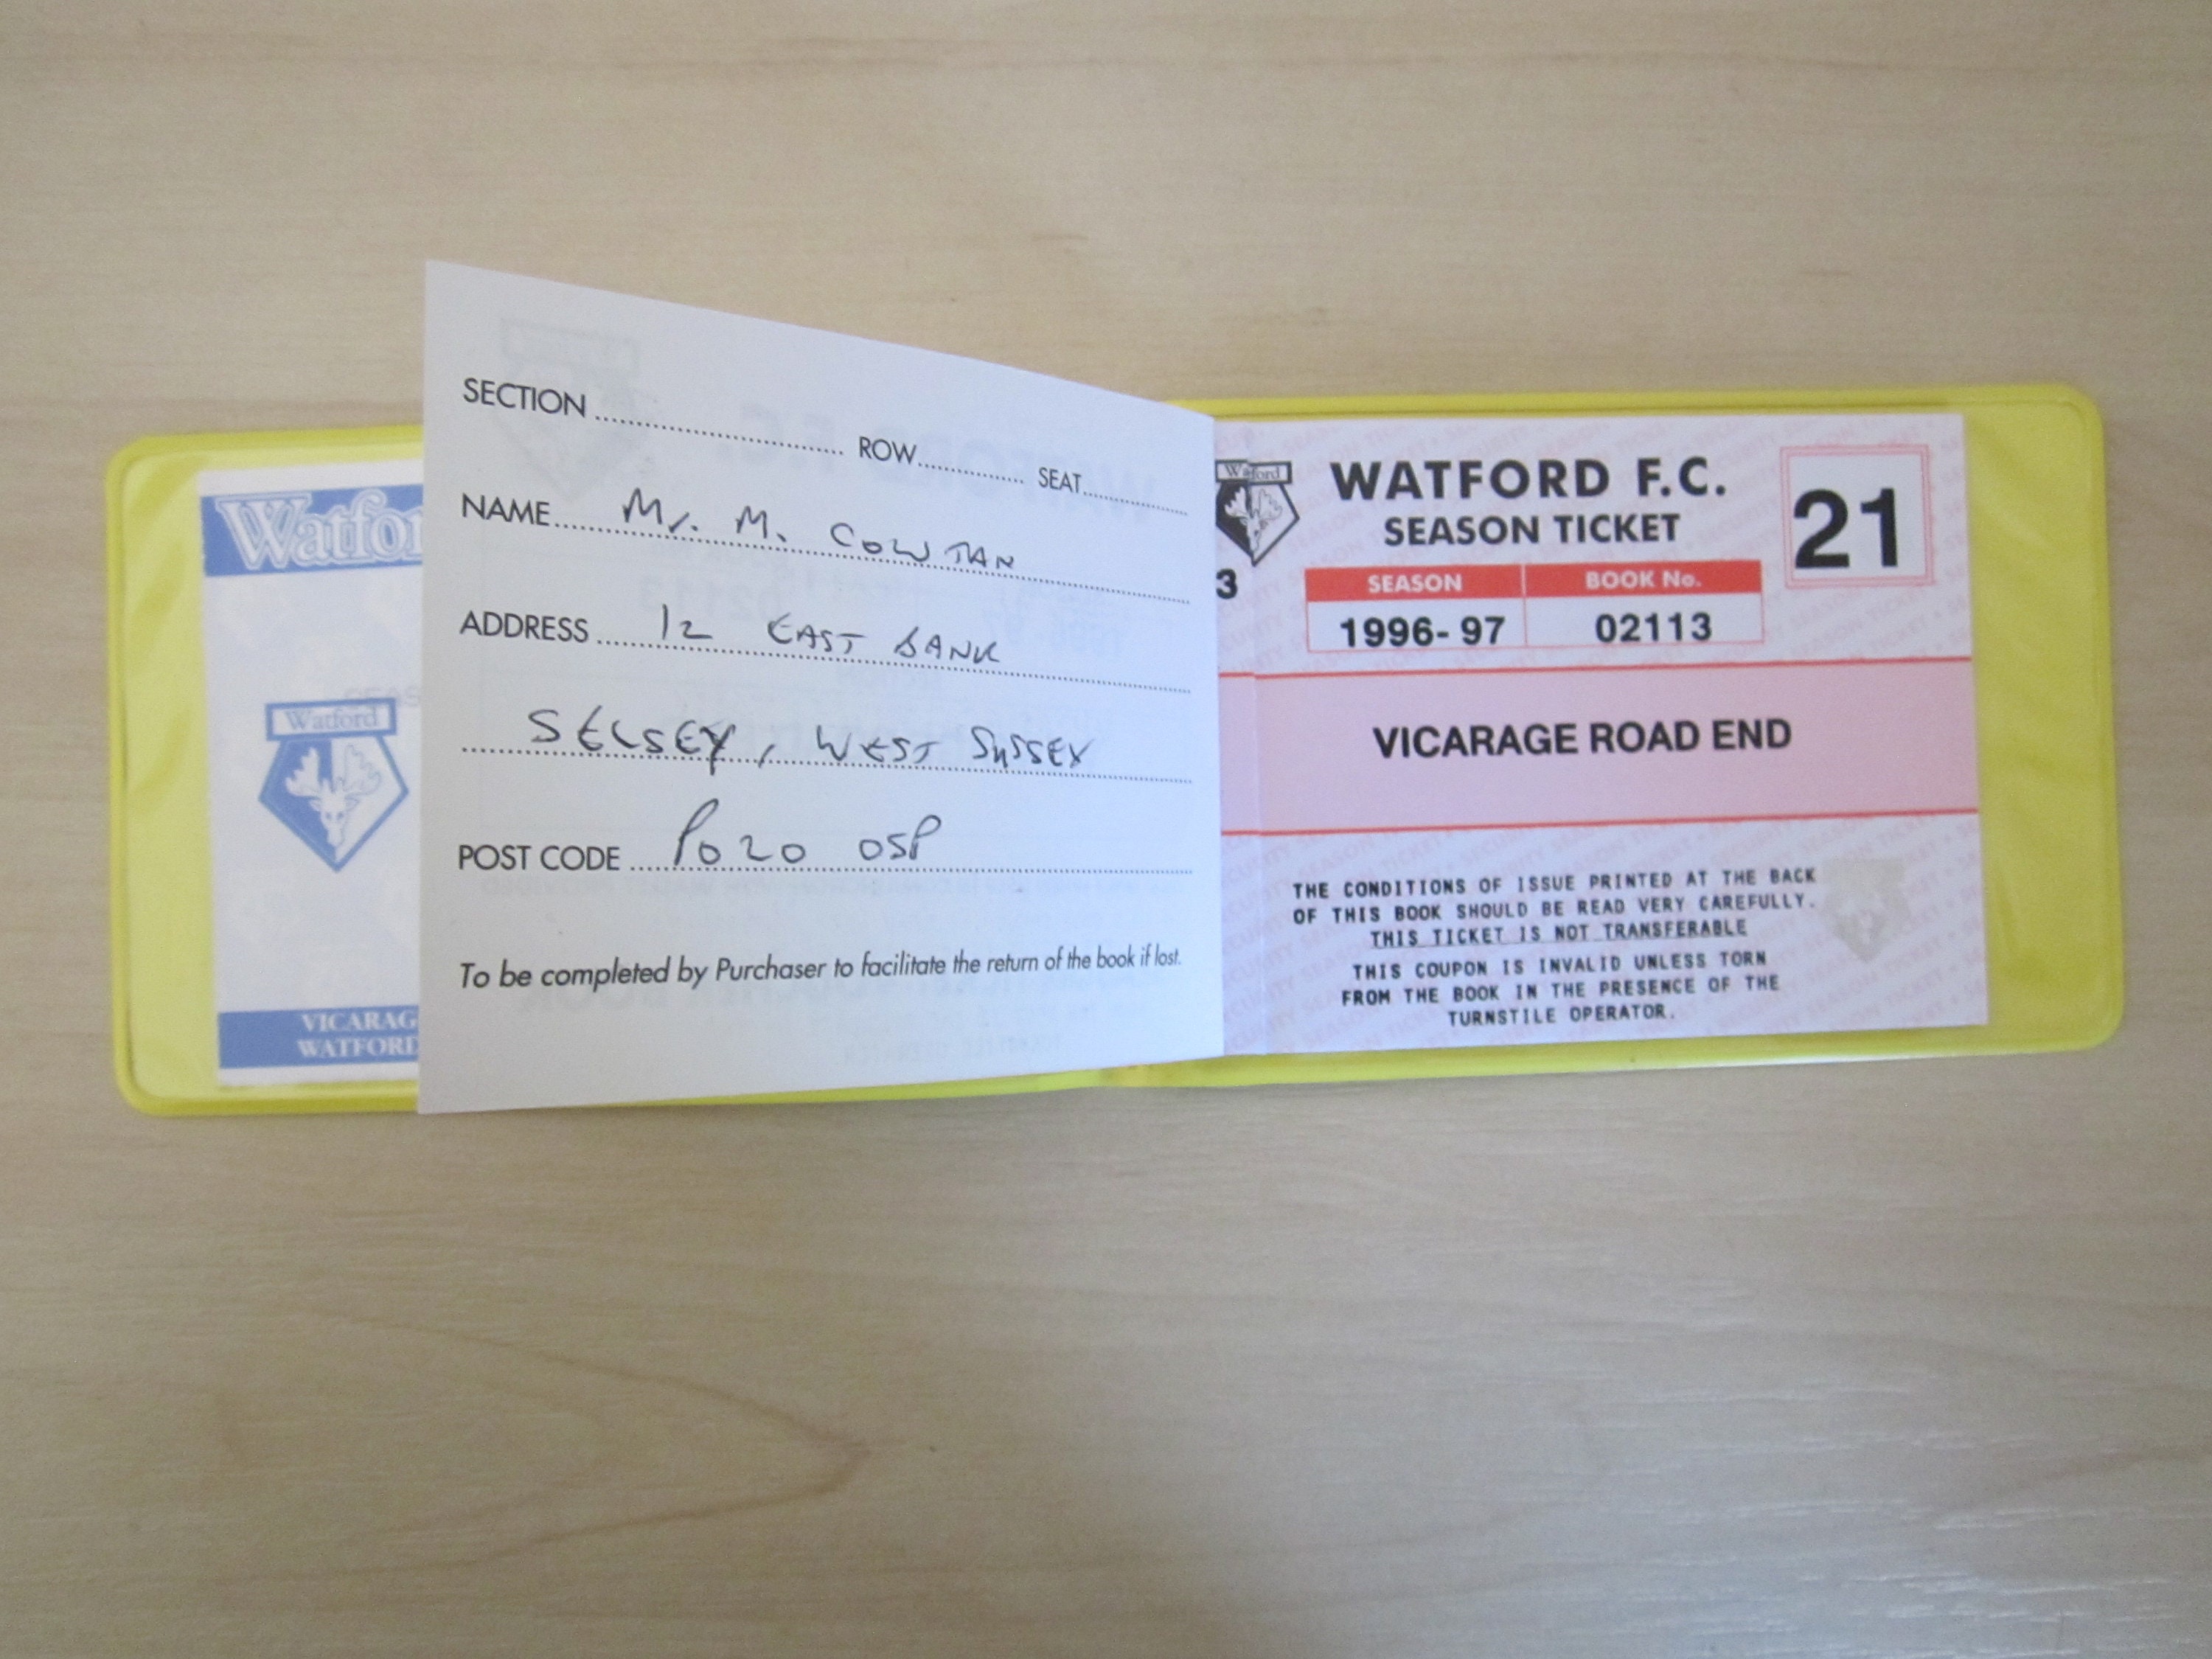 Watfor
Watford
VICARAG
WATFORD
SECTION ROW SEAT
NAME Mr. M. COWTAN
ADDRESS 12 EAST BANK
SELSEY, WEST SUSSEX
POST CODE PO20 0SP
To be completed by Purchaser to facilitate the return of the book if lost.
Watford
3
WATFORD F.C.
SEASON TICKET
21
SEASON BOOK No.
1996-97 02113
VICARAGE ROAD END
THE CONDITIONS OF ISSUE PRINTED AT THE BACK
OF THIS BOOK SHOULD BE READ VERY CAREFULLY.
THIS TICKET IS NOT TRANSFERABLE
THIS COUPON IS INVALID UNLESS TORN
FROM THE BOOK IN THE PRESENCE OF THE
TURNSTILE OPERATOR.